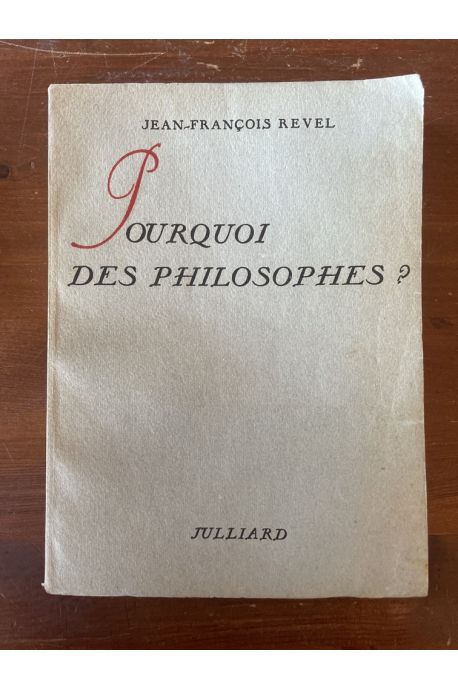 JEAN-FRANÇOIS REVEL
POURQUOI
DES PHILOSOPHES ?
JULLIARD